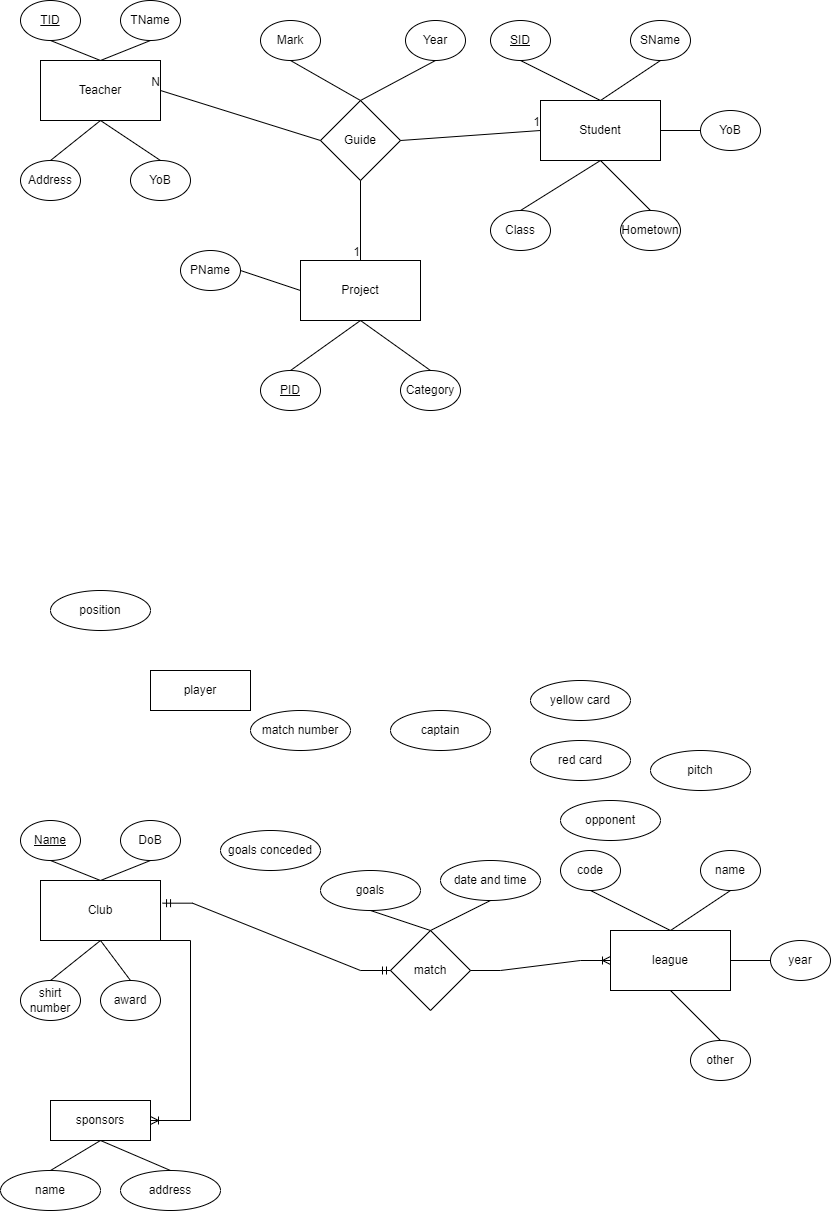 TID
TName
Mark
Year
SID
SName
N
Teacher
Guide
1
Student
YoB
Address
YoB
Class
Hometown
1
PName
Project
PID
Category
position
player
yellow card
match number
captain
red card
pitch
opponent
Name
DoB
goals conceded
code
name
goals
date and time
Club
match
league
year
shirt
number
award
other
sponsors
name
address